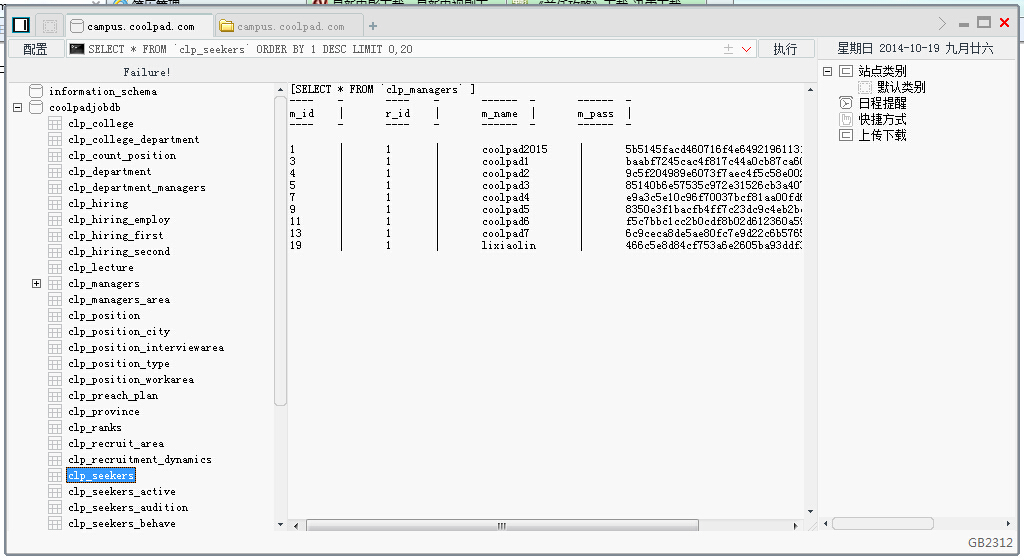 campus.coolpad.com
campus.coolpad.com
+
配置
SELECT * FROM `clp_seekers` ORDER BY 1 DESC LIMIT 0,20
执行
星期日 2014-10-19 九月廿六
Failure!
information_schema
coolpadjobdb
clp_college
clp_college_department
clp_count_position
clp_department
clp_department_managers
clp_hiring
clp_hiring_employ
clp_hiring_first
clp_hiring_second
clp_lecture
clp_managers
clp_managers_area
clp_position
clp_position_city
clp_position_interviewarea
clp_position_type
clp_position_workarea
clp_preach_plan
clp_province
clp_ranks
clp_recruit_area
clp_recruitment_dynamics
clp_seekers
clp_seekers_active
clp_seekers_audition
clp_seekers_behave
[SELECT * FROM `clp_managers` ]
m_id | r_id | m_name | m_pass |
1 | 1 | coolpad2015 | 5b5145facd460716f4e6492196113
3 | 1 | coolpad1 | baabf7245cac4f817c44a0cb87ca60
4 | 1 | coolpad2 | 9c5f204989e6073f7aec4f5c58e002
5 | 1 | coolpad3 | 85140b6e57535c972e31526cb3a407
7 | 1 | coolpad4 | e9a3c5e10c96f70037bcf81aa00fd6
9 | 1 | coolpad5 | 8350e3f1bacfb4ff7c23dc9c4eb2b
11 | 1 | coolpad6 | f5c7bbc1cc2b0cdf8b02d612360a59
13 | 1 | coolpad7 | 6c9ceca8de5ae80fc7e9d22c6b5765
19 | 1 | lixiaolin | 466c5e8d84cf753a6e2605ba93ddf
站点类别
默认类别
日程提醒
快捷方式
上传下载
GB2312